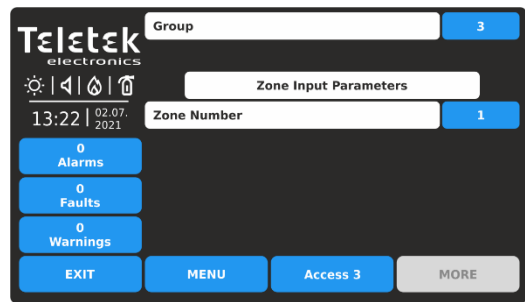 Teletek
electronics
13:22 02.07.
2021
0
Alarms
0
Faults
0
Warnings
EXIT
Group 3
Zone Input Parameters
Zone Number 1
MENU
Access 3
MORE